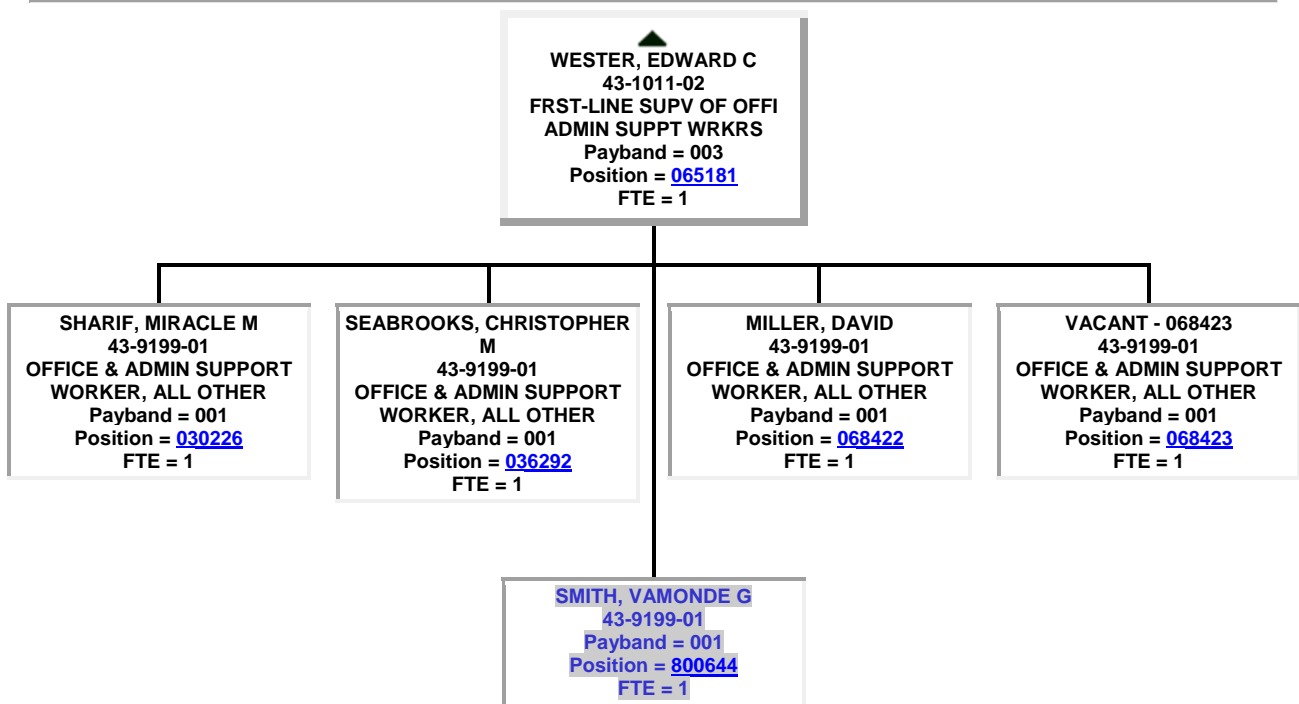 WESTER, EDWARD C
43-1011-02
FRST-LINE SUPV OF OFFI
ADMIN SUPPT WRKRS
Payband = 003
Position = 065181
FTE = 1
SHARIF, MIRACLE M
43-9199-01
OFFICE & ADMIN SUPPORT
WORKER, ALL OTHER
Payband = 001
Position = 030226
FTE = 1
SEABROOKS, CHRISTOPHER
M
43-9199-01
OFFICE & ADMIN SUPPORT
WORKER, ALL OTHER
Payband = 001
Position = 036292
FTE = 1
MILLER, DAVID
43-9199-01
OFFICE & ADMIN SUPPORT
WORKER, ALL OTHER
Payband = 001
Position = 068422
FTE = 1
VACANT - 068423
43-9199-01
OFFICE & ADMIN SUPPORT
WORKER, ALL OTHER
Payband = 001
Position = 068423
FTE = 1
SMITH, VAMONDE G
43-9199-01
Payband = 001
Position = 800644
FTE = 1